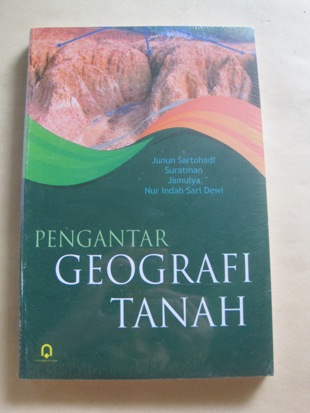 Junun Sartohadi
Suratman
Jamulya
Nur Indah Sari Dewi
PENGANTAR
GEOGRAFI
TANAH